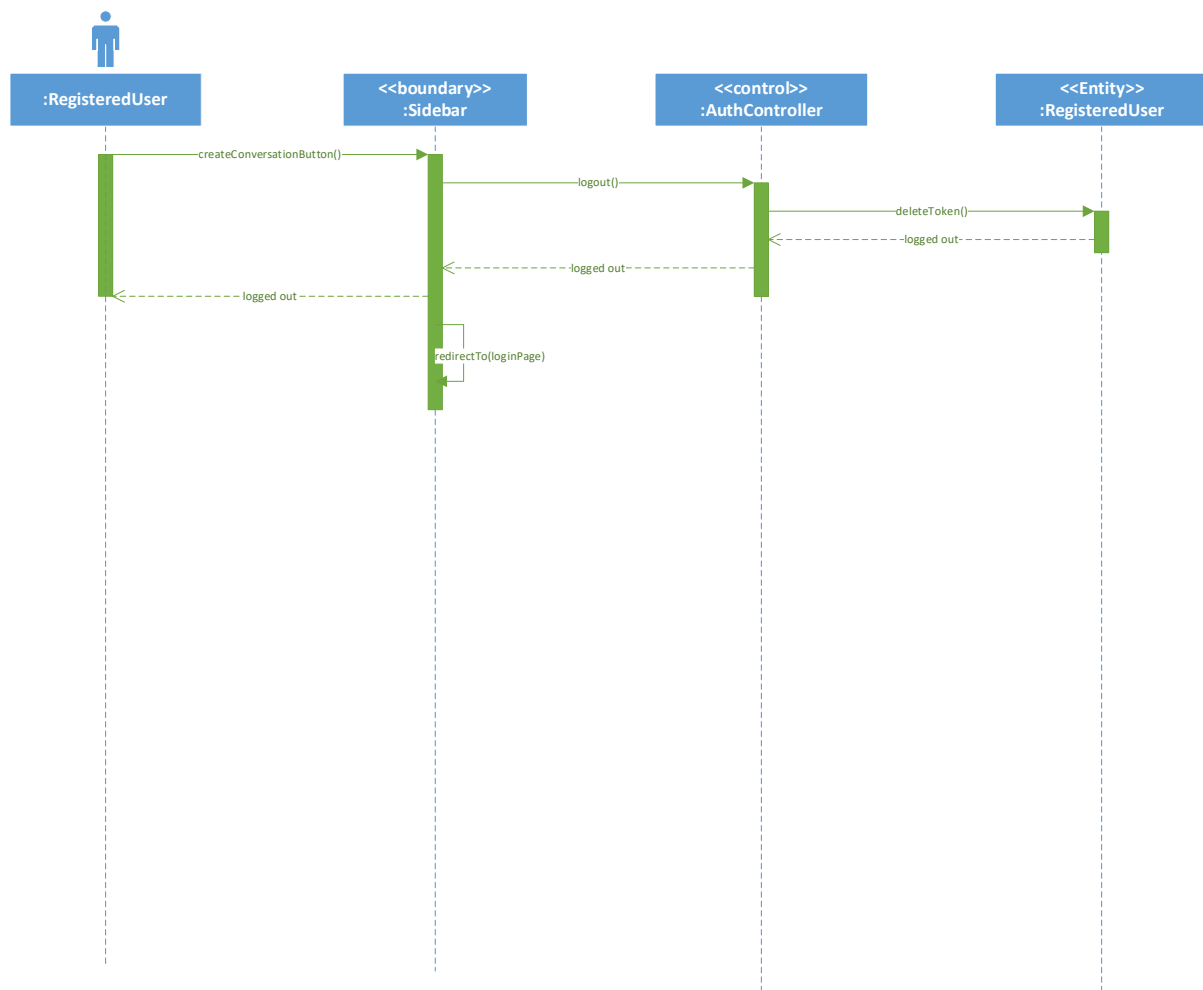 :RegisteredUser
<<boundary>>
:Sidebar
<<control>>
:AuthController
<<Entity>>
:RegisteredUser
createConversationButton()
logout()
deleteToken()
logged out
logged out
logged out
redirectTo(loginPage)